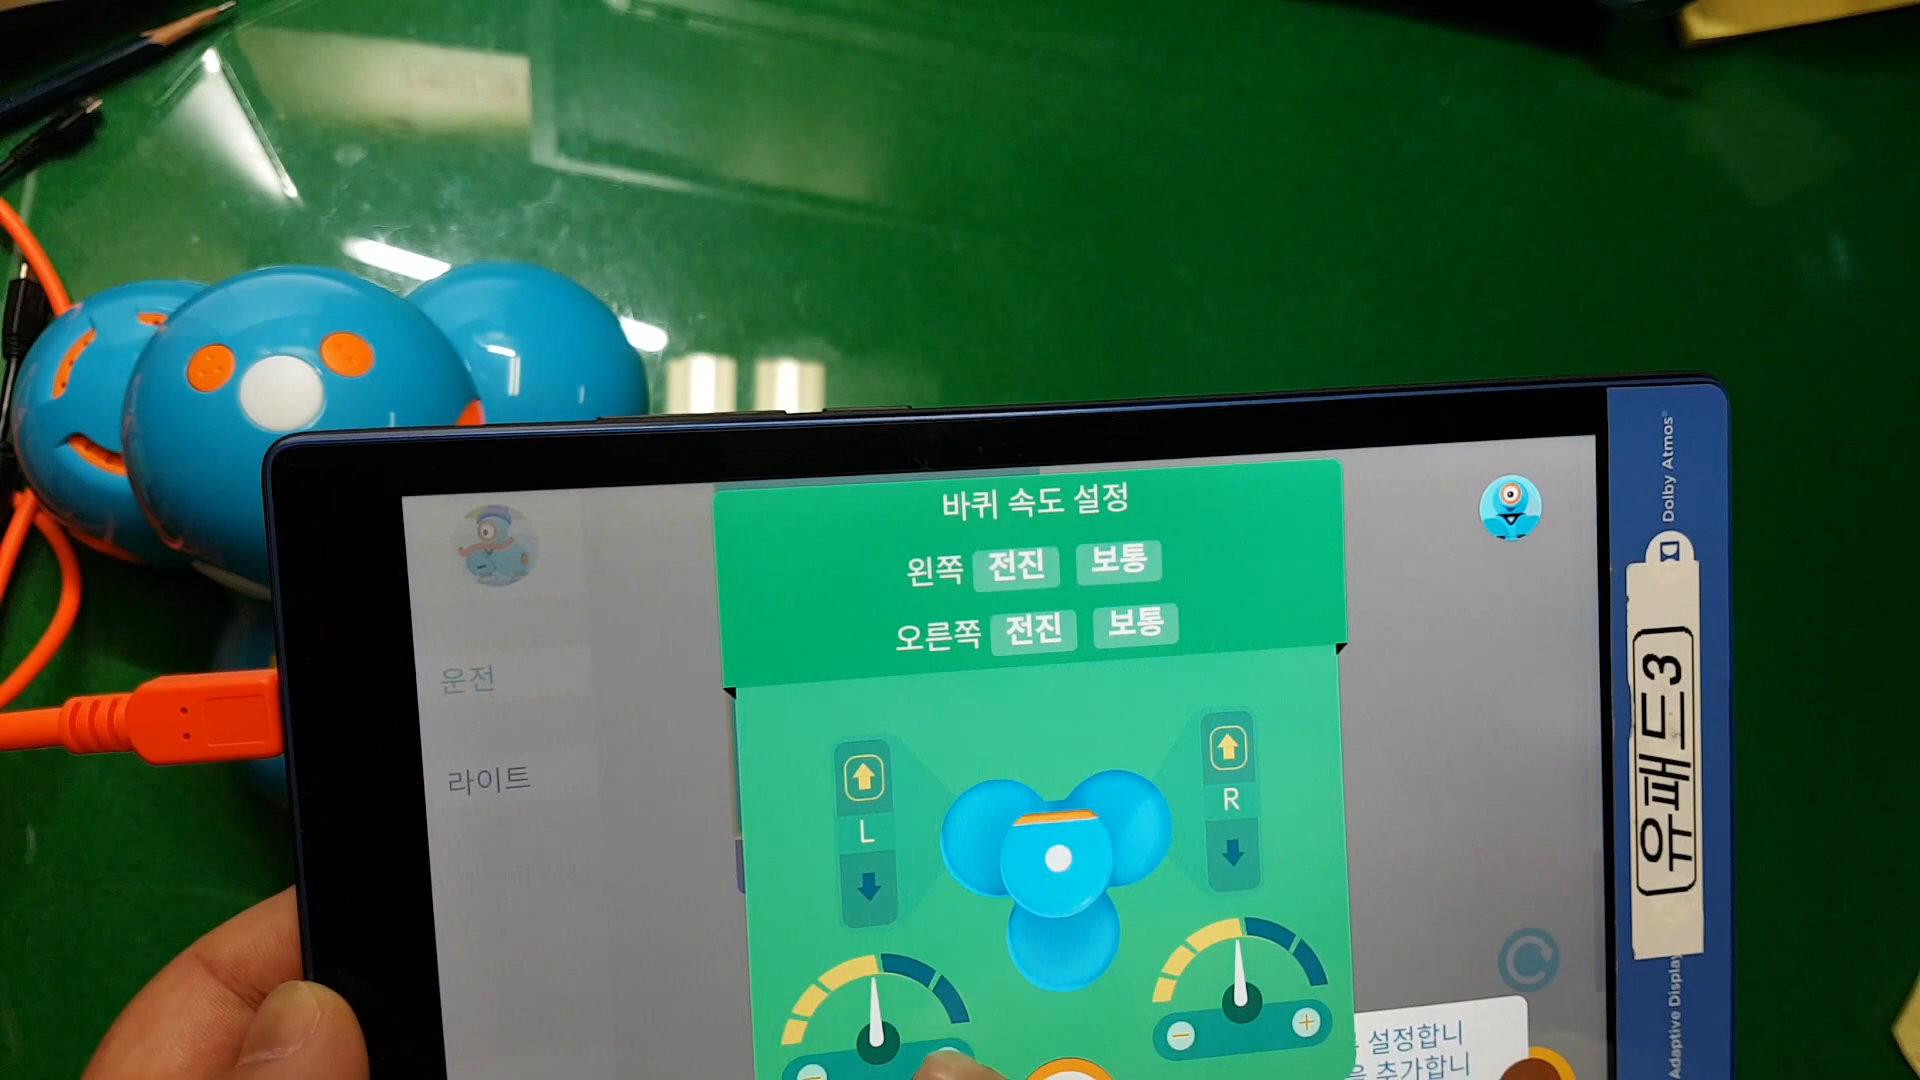 바퀴 속도 설정
왼쪽 전진 보통
오른쪽 전진 보통
운전
라이트
L
R
설정합니
추가합니
Dolby Atmos®
유패드3
Adaptive Display